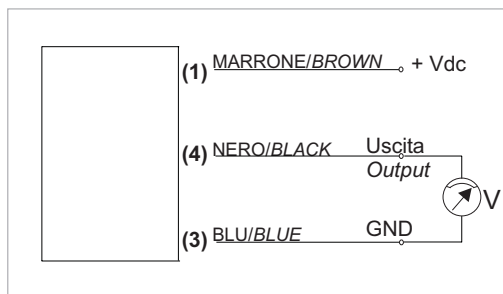 (1) MARRONE/BROWN + Vdc
(4) NERO/BLACK Uscita
Output
V
(3) BLU/BLUE GND